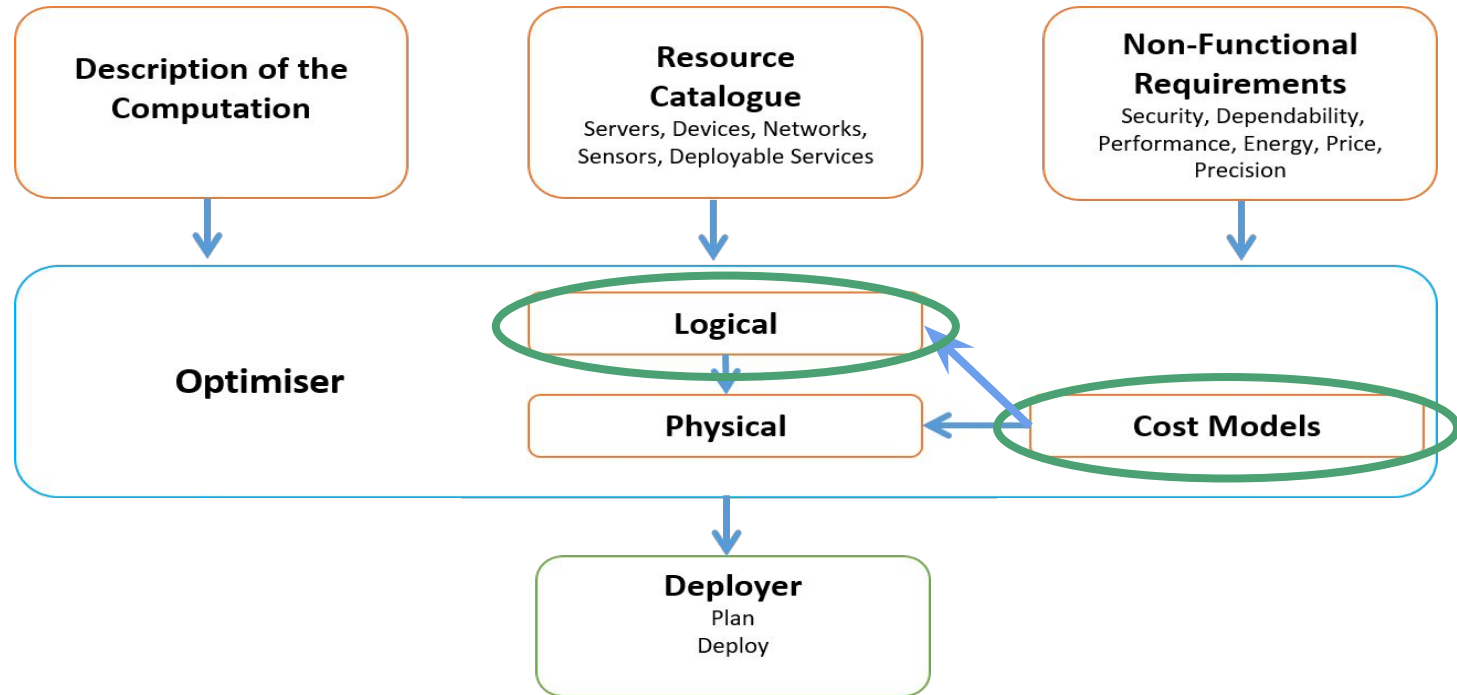 Description of the
Computation
Resource
Catalogue
Servers, Devices, Networks,
Sensors, Deployable Services
Non-Functional
Requirements
Security, Dependability,
Performance, Energy, Price,
Precision
Optimiser
Logical
Physical
Cost Models
Deployer
Plan
Deploy